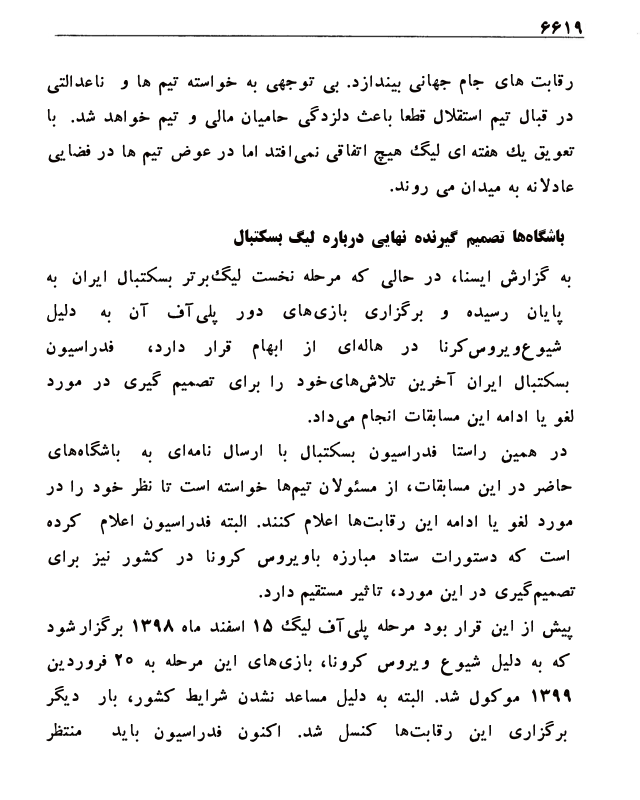 ۶۶۱۹
رقابت های جام جهانی بیندازد. بی توجهی به خواسته تیم ها و ناعدالتی
در قبال تیم استقلال قطعا باعث دلزدگی حامیان مالی و تیم خواهد شد. با
تعویق یك هفته ای لیگ هیچ اتفاقی نمی‌افتد اما در عوض تیم ها در فضایی
عادلانه به میدان می روند.
باشگاه‌ها تصمیم گیرنده نهایی درباره لیگ بسکتبال
به گزارش ایسنا، در حالی که مرحله نخست لیگ‌برتر بسکتبال ایران به
پایان رسیده و برگزاری بازی‌های دور پلی‌آف آن به دلیل
شیوع‌ویروس‌کرنا در هاله‌ای از ابهام قرار دارد، فدراسیون
بسکتبال ایران آخرین تلاش‌های‌خود را برای تصمیم گیری در مورد
لغو یا ادامه این مسابقات انجام می‌داد.
در همین راستا فدراسیون بسکتبال با ارسال نامه‌ای به باشگاه‌های
حاضر در این مسابقات، از مسئولان تیم‌ها خواسته است تا نظر خود را در
مورد لغو یا ادامه این رقابت‌ها اعلام کنند. البته فدراسیون اعلام کرده
است که دستورات ستاد مبارزه باویروس کرونا در کشور نیز برای
تصمیم‌گیری در این مورد، تاثیر مستقیم دارد.
پیش از این قرار بود مرحله پلی‌آف لیگ ۱۵ اسفند ماه ۱۳۹۸ برگزار شود
که به دلیل شیوع ویروس کرونا، بازی‌های این مرحله به ۲۰ فروردین
۱۳۹۹ موکول شد. البته به دلیل مساعد نشدن شرایط کشور، بار دیگر
برگزاری این رقابت‌ها کنسل شد. اکنون فدراسیون باید منتظر